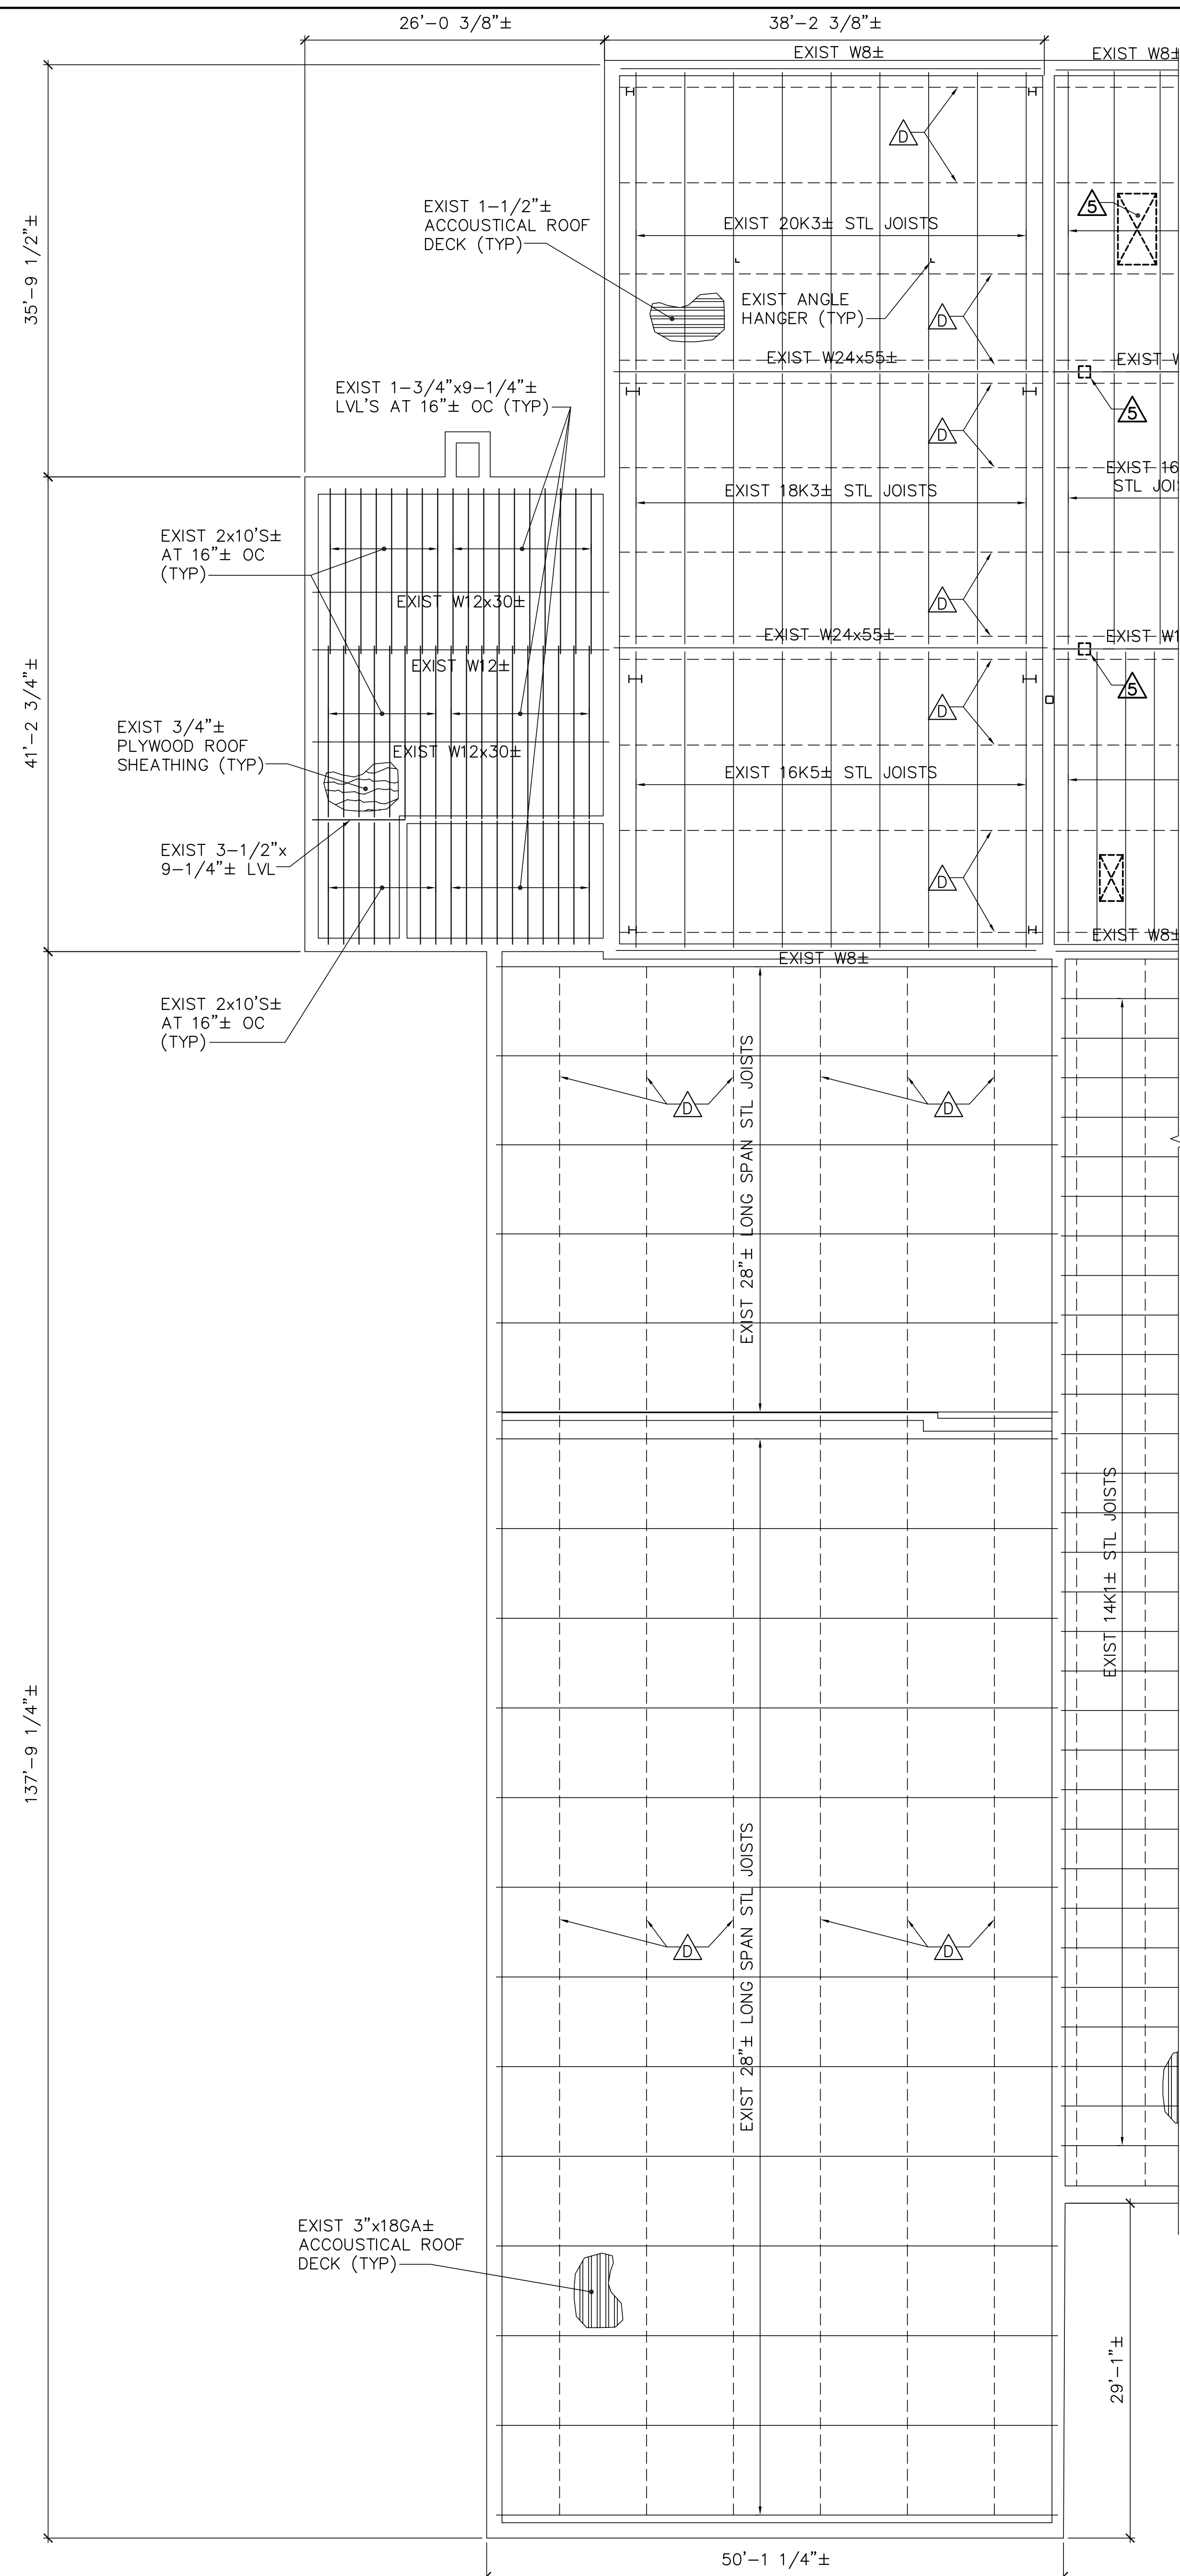 26'-0 3/8"±
38'-2 3/8"±
EXIST W8±
EXIST W8±
D
EXIST 1-1/2"±
ACCOUSTICAL ROOF
DECK (TYP)
5
EXIST 20K3± STL JOISTS
35'-9 1/2"±
EXIST ANGLE
HANGER (TYP)
D
EXIST W24x55±
EXIST W
EXIST 1-3/4"x9-1/4"±
LVL'S AT 16"± OC (TYP)
5
D
EXIST 16
STL JOI
EXIST 18K3± STL JOISTS
EXIST 2x10'S±
AT 16"± OC
(TYP)
EXIST W12x30±
D
EXIST W24x55±
EXIST W1
EXIST W12±
5
41'-2 3/4"±
D
EXIST 3/4"±
PLYWOOD ROOF
SHEATHING (TYP)
EXIST W12x30±
EXIST 16K5± STL JOISTS
EXIST 3-1/2"x
9-1/4"± LVL
D
EXIST W8±
EXIST W8±
EXIST 2x10'S±
AT 16"± OC
(TYP)
D
D
EXIST 28"± LONG SPAN STL JOISTS
EXIST 14K1± STL JOISTS
137'-9 1/4"±
D
D
EXIST 28"± LONG SPAN STL JOISTS
EXIST 3"x18GA±
ACCOUSTICAL ROOF
DECK (TYP)
29'-1"±
50'-1 1/4"±